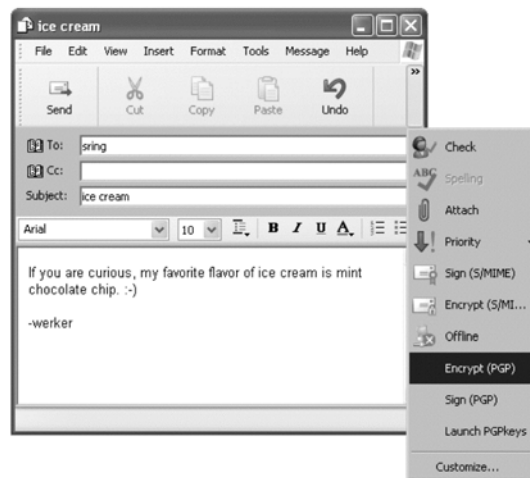 ice cream
File Edit View Insert Format Tools Message Help
Send Cut Copy Paste Undo »
To: sring
Cc:
Subject: ice cream
Arial 10 B I U A
If you are curious, my favorite flavor of ice cream is mint
chocolate chip. :-)
-werker
Check
ABC Spelling
Attach
Priority
Sign (S/MIME)
Encrypt (S/MI...
Offline
Encrypt (PGP)
Sign (PGP)
Launch PGPkeys
Customize...